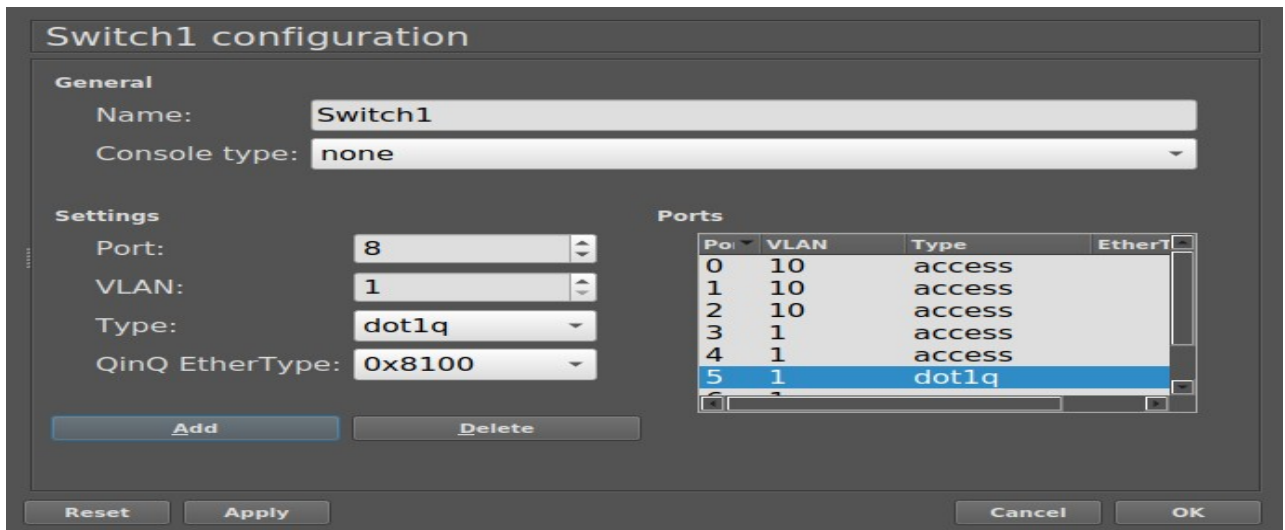 Switch1 configuration
General
Name: Switch1
Console type: none
Settings
Port: 8
VLAN: 1
Type: dot1q
QinQ EtherType: 0x8100
Add Delete
Ports
Po VLAN Type EtherT
0 10 access
1 10 access
2 10 access
3 1 access
4 1 access
5 1 dot1q
Reset Apply Cancel OK